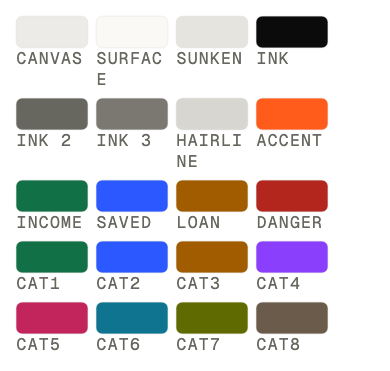 CANVAS SURFAC SUNKEN INK
E
INK 2 INK 3 HAIRLI ACCENT
NE
INCOME SAVED LOAN DANGER
CAT1 CAT2 CAT3 CAT4
CAT5 CAT6 CAT7 CAT8